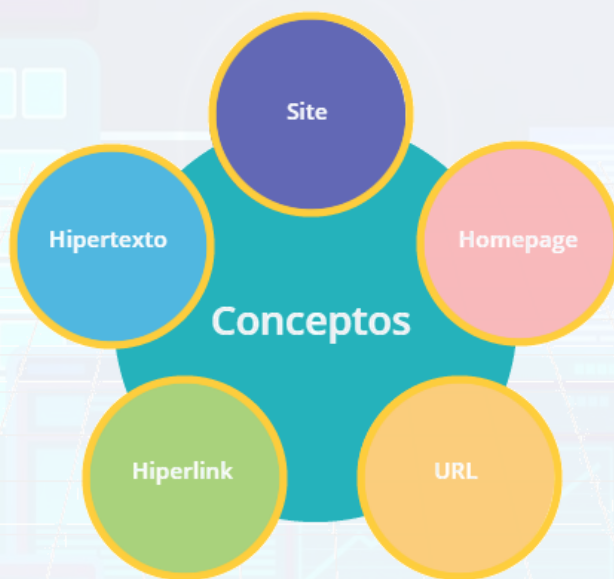 Site
Hipertexto
Homepage
Conceptos
Hiperlink
URL